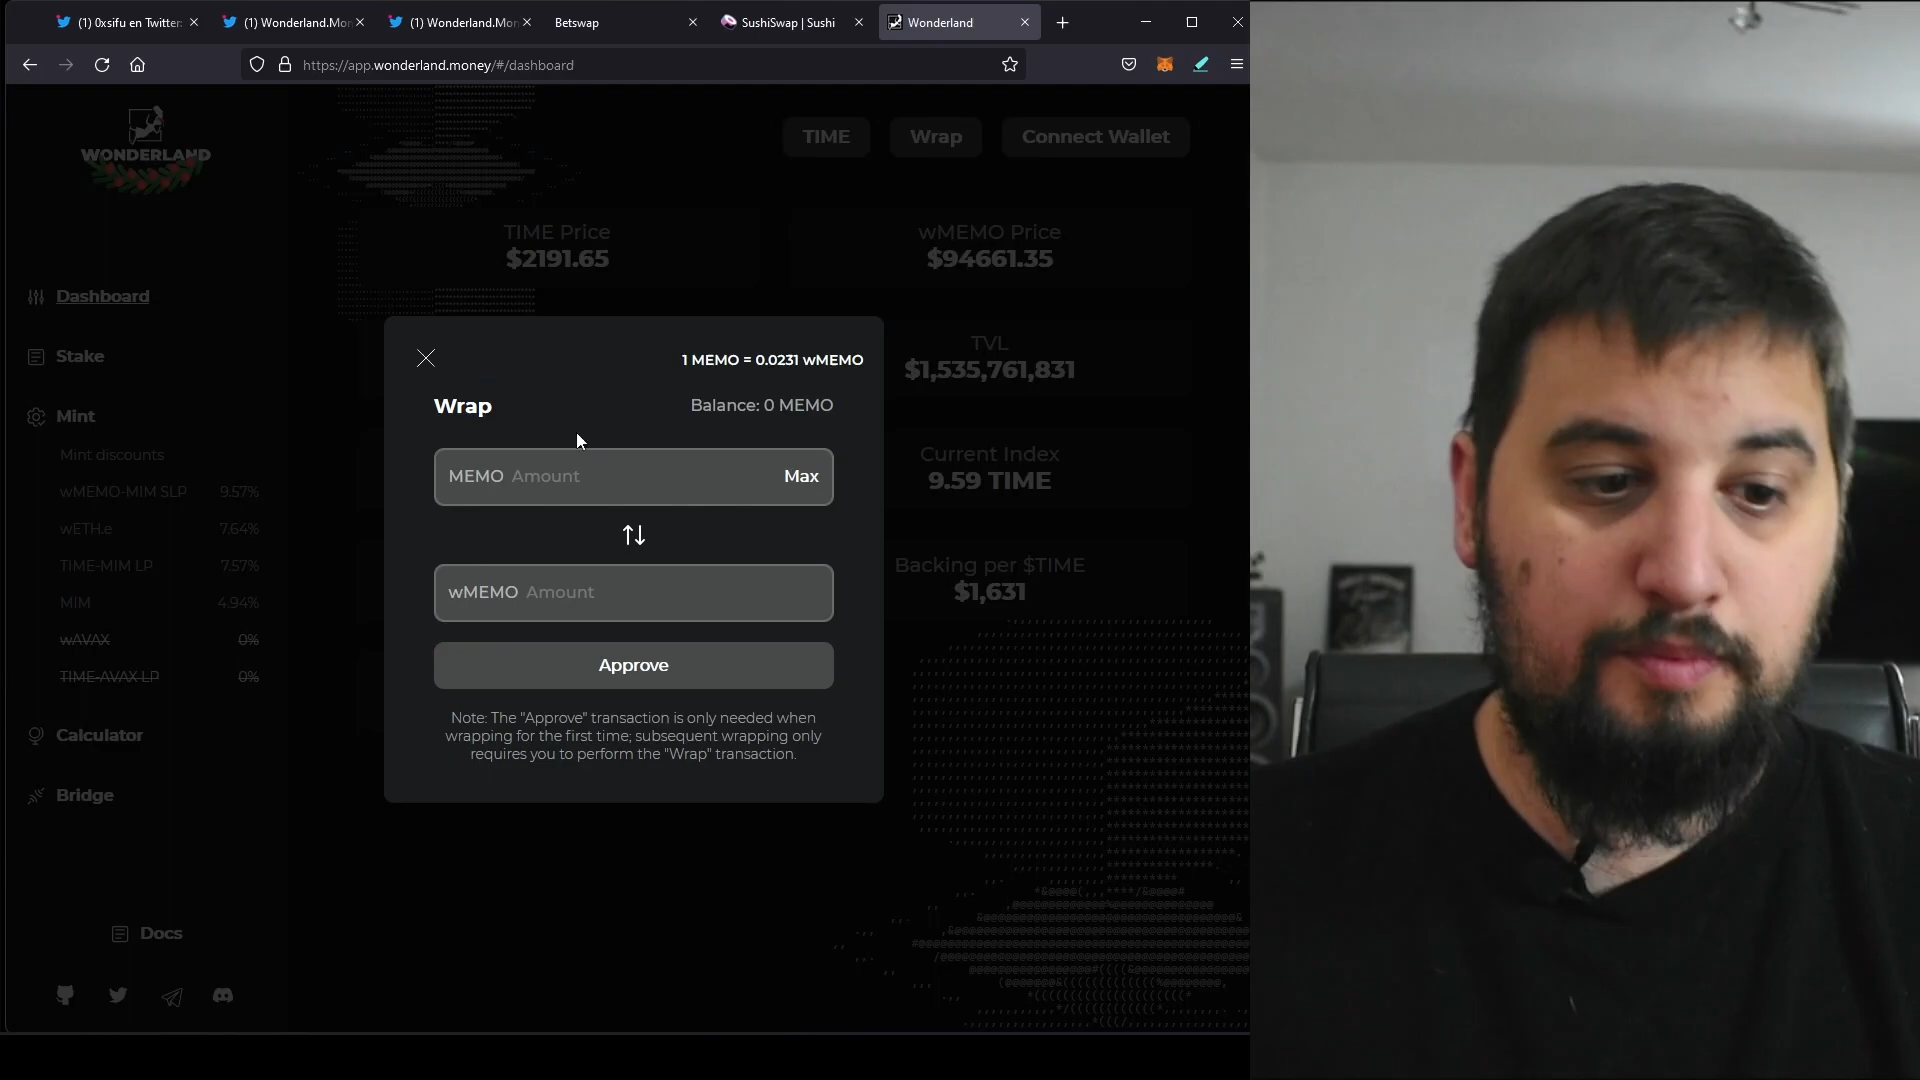 (1) 0xsifu en Twitter:
(1) Wonderland.Mon
(1) Wonderland.Mon
Betswap
SushiSwap | Sushi
Wonderland
https://app.wonderland.money/#/dashboard
WONDERLAND
TIME
Wrap
Connect Wallet
TIME Price
$2191.65
wMEMO Price
$94661.35
TVL
$1,535,761,831
Current Index
9.59 TIME
Backing per $TIME
$1,631
Dashboard
Stake
Mint
Mint discounts
wMEMO-MIM SLP 9.57%
wETH.e 7.64%
TIME-MIM LP 7.57%
MIM 4.94%
wAVAX 0%
TIME-AVAX LP 0%
Calculator
Bridge
Docs
1 MEMO = 0.0231 wMEMO
Wrap
Balance: 0 MEMO
MEMO Amount Max
wMEMO Amount
Approve
Note: The "Approve" transaction is only needed when
wrapping for the first time; subsequent wrapping only
requires you to perform the "Wrap" transaction.